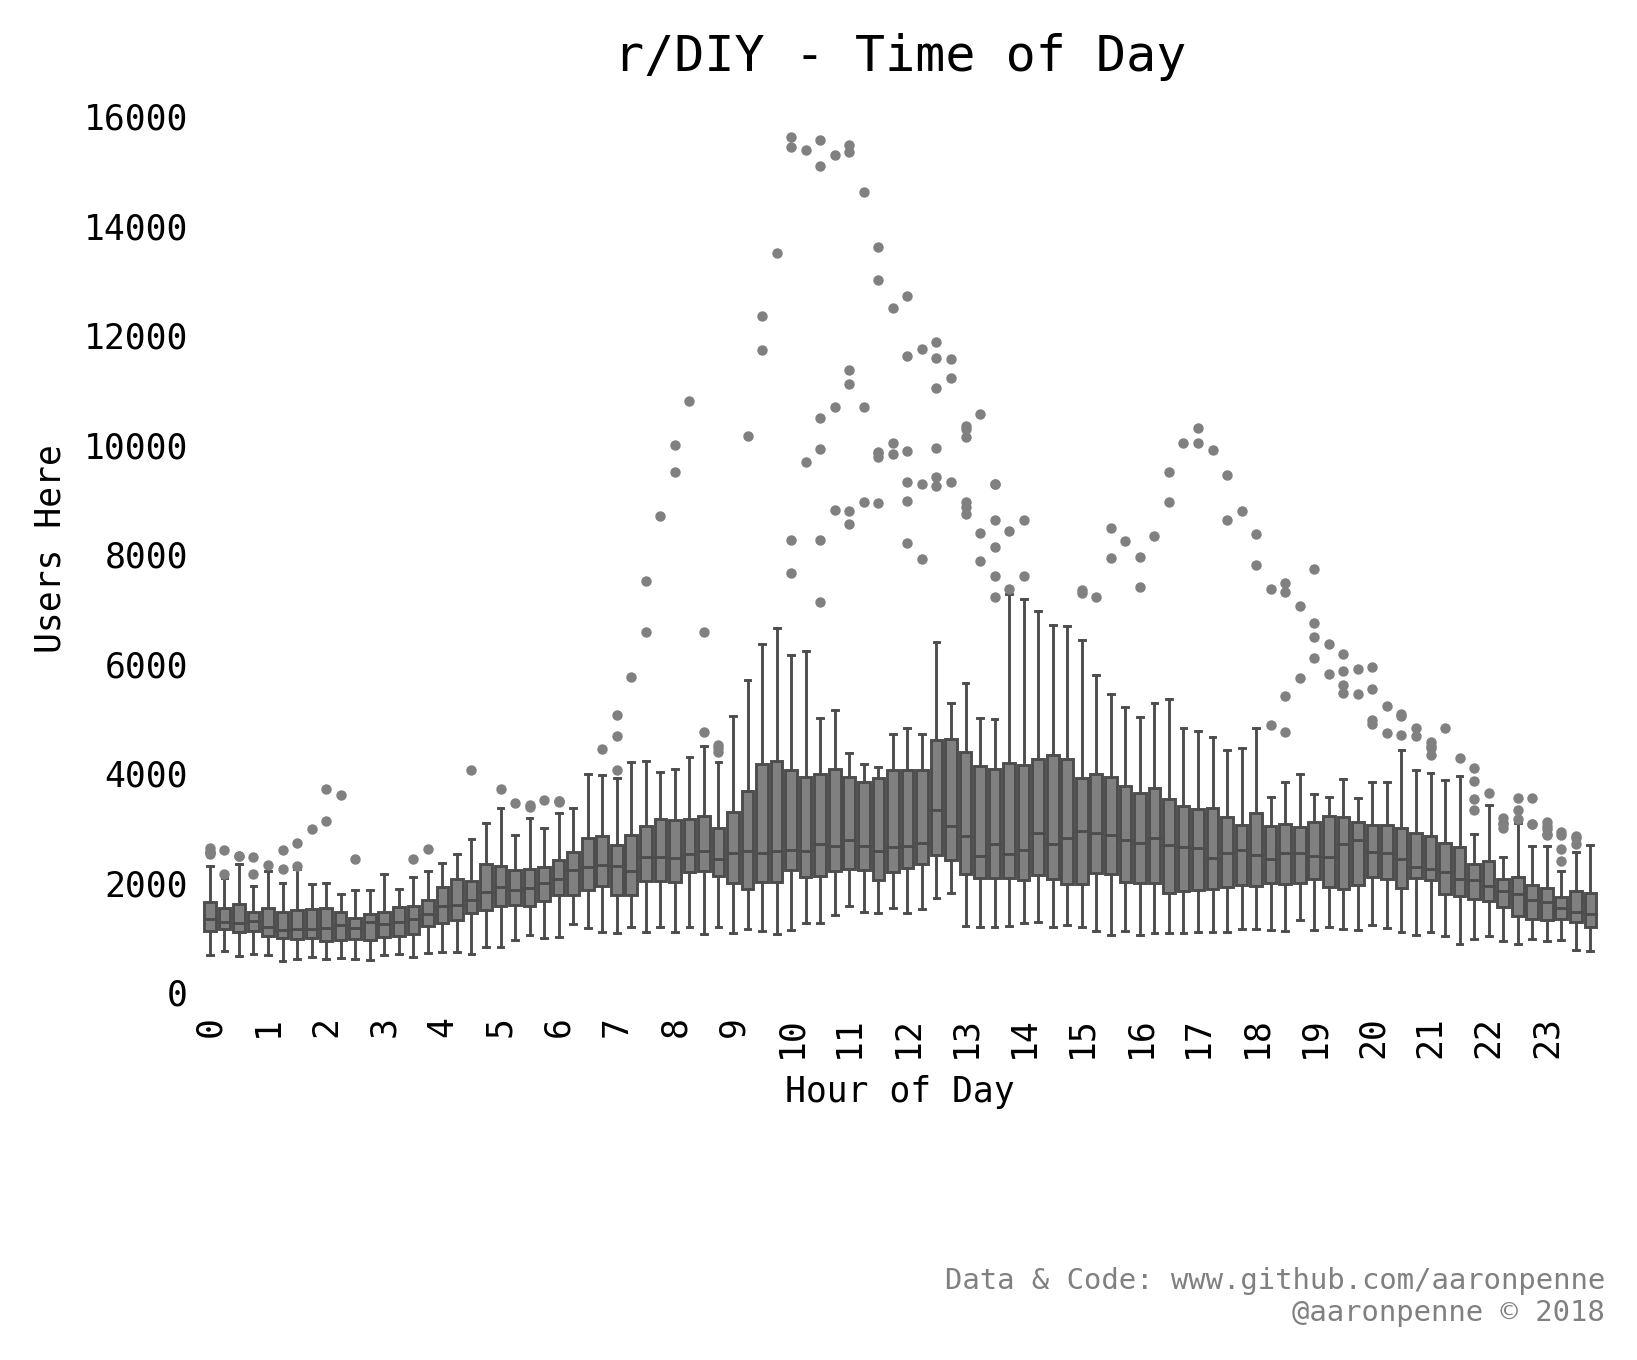 r/DIY - Time of Day
16000
14000
12000
10000
8000
6000
4000
2000
0
Users Here
0 1 2 3 4 5 6 7 8 9 10 11 12 13 14 15 16 17 18 19 20 21 22 23
Hour of Day
Data & Code: www.github.com/aaronpenne
@aaronpenne © 2018